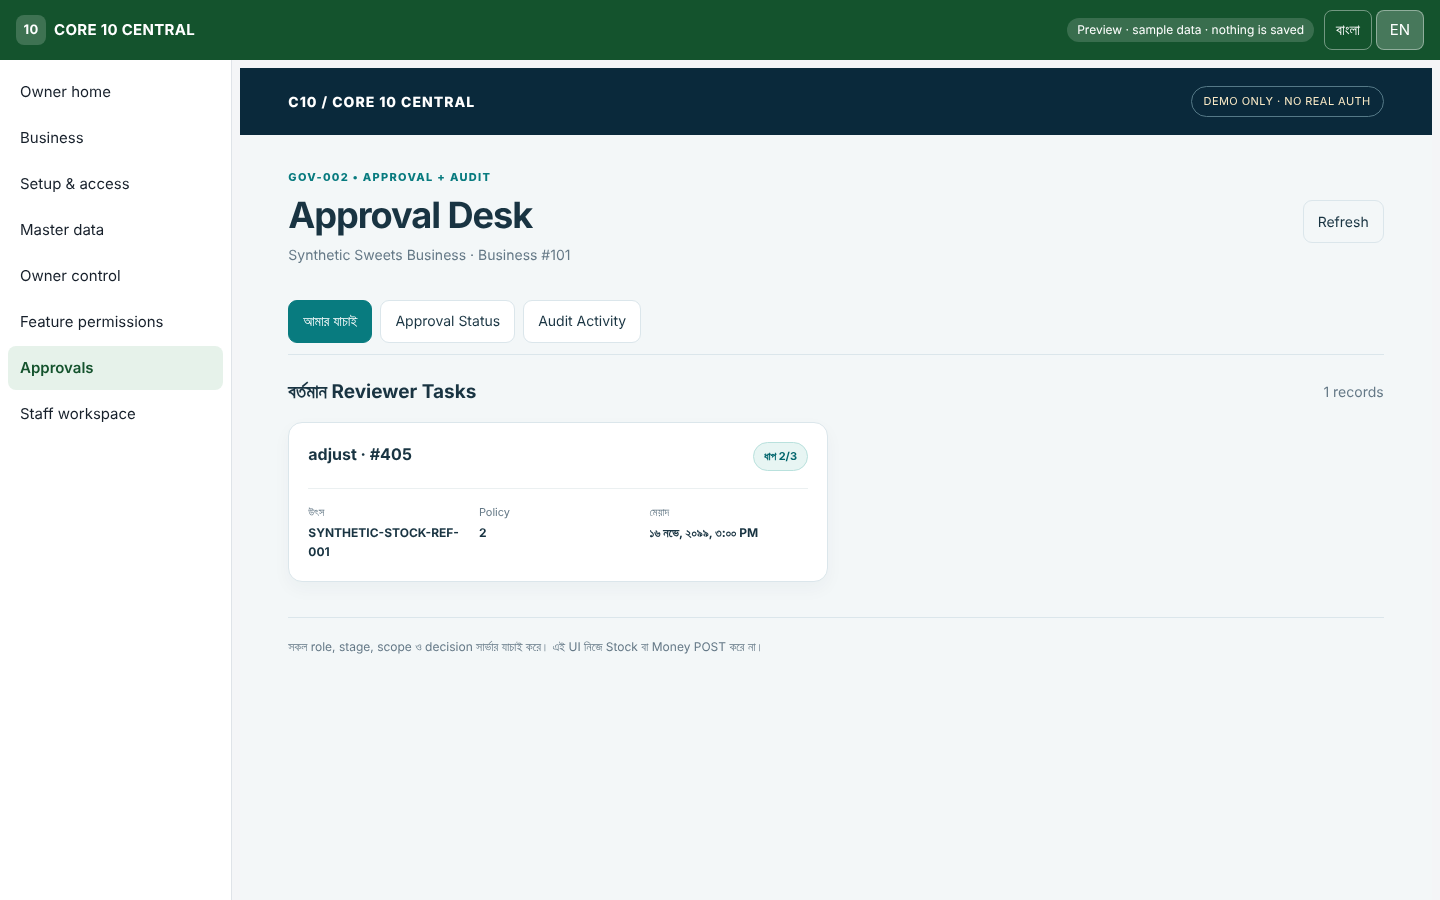 10 CORE 10 CENTRAL
Preview · sample data · nothing is saved
বাংলা
EN
Owner home
Business
Setup & access
Master data
Owner control
Feature permissions
Approvals
Staff workspace
C10 / CORE 10 CENTRAL
DEMO ONLY · NO REAL AUTH
GOV-002 • APPROVAL + AUDIT
Approval Desk
Synthetic Sweets Business · Business #101
Refresh
আমার যাচাই
Approval Status
Audit Activity
বর্তমান Reviewer Tasks
1 records
adjust · #405
ধাপ 2/3
উৎস
SYNTHETIC-STOCK-REF-
001
Policy
2
মেয়াদ
১৬ নভে, ২০৯৯, ৩:০০ PM
সকল role, stage, scope ও decision সার্ভার যাচাই করে। এই UI নিজে Stock বা Money POST করে না।